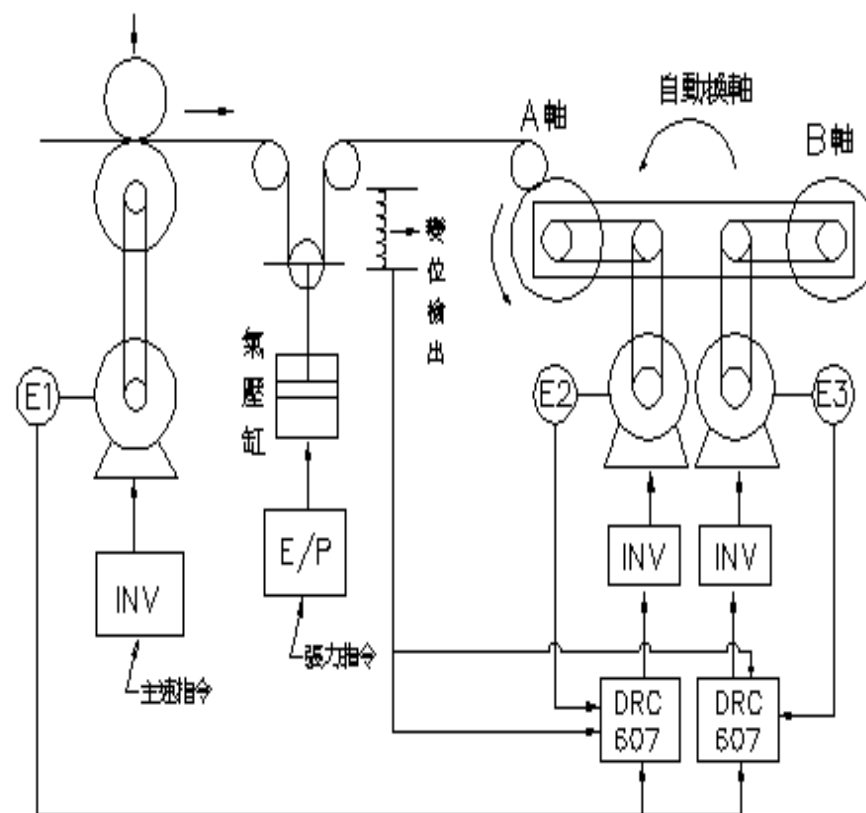 自動換軸
A軸
B軸
變位檢出
氣壓缸
E1
E2
E3
E/P
INV
INV
INV
張力指令
主速指令
DRC
607
DRC
607